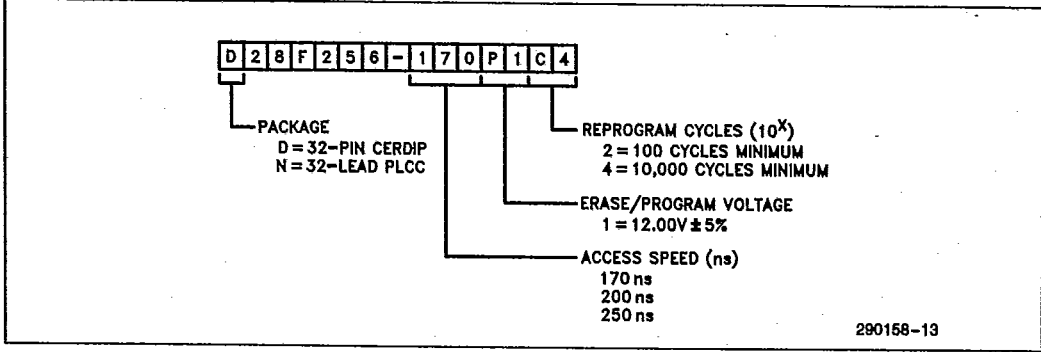 D28F256-170P1C4
PACKAGE
D = 32-PIN CERDIP
N = 32-LEAD PLCC
REPROGRAM CYCLES (10^X)
2 = 100 CYCLES MINIMUM
4 = 10,000 CYCLES MINIMUM
ERASE/PROGRAM VOLTAGE
1 = 12.00V ± 5%
ACCESS SPEED (ns)
170 ns
200 ns
250 ns
290158-13